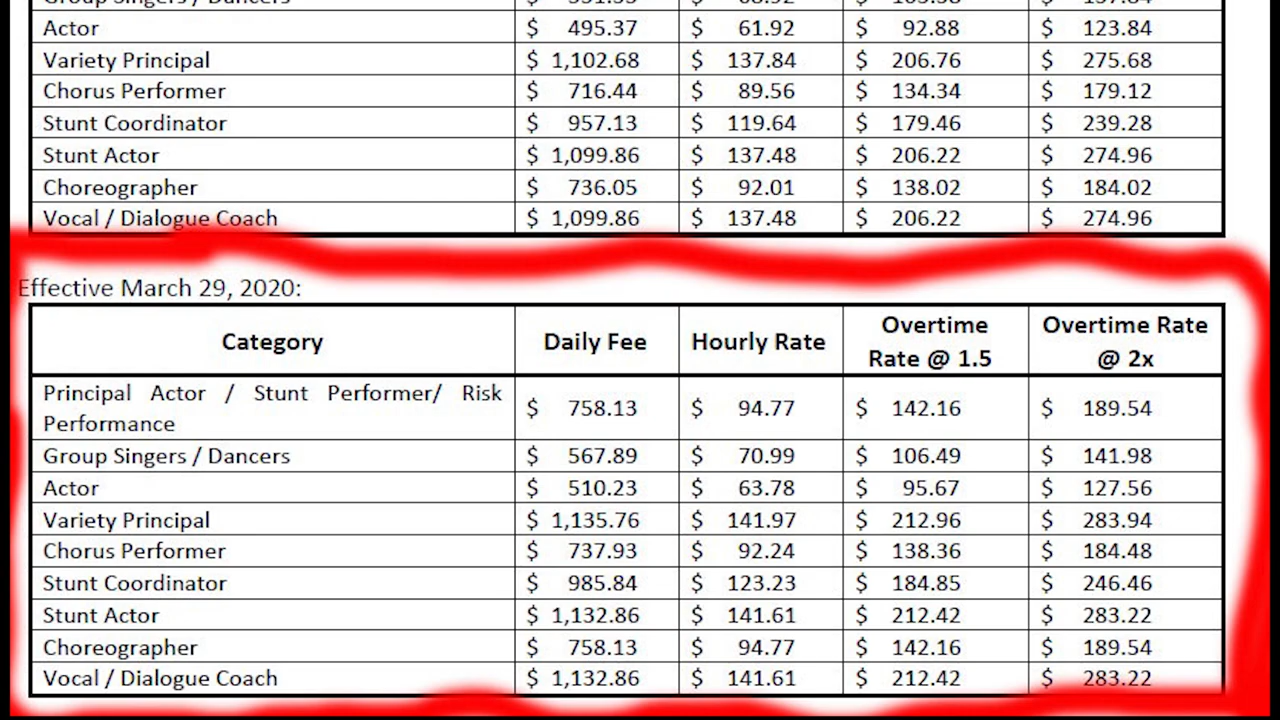 Group Singers / Dancers $
Actor $ 495.37 $ 61.92 $ 92.88 $ 123.84
Variety Principal $ 1,102.68 $ 137.84 $ 206.76 $ 275.68
Chorus Performer $ 716.44 $ 89.56 $ 134.34 $ 179.12
Stunt Coordinator $ 957.13 $ 119.64 $ 179.46 $ 239.28
Stunt Actor $ 1,099.86 $ 137.48 $ 206.22 $ 274.96
Choreographer $ 736.05 $ 92.01 $ 138.02 $ 184.02
Vocal / Dialogue Coach $ 1,099.86 $ 137.48 $ 206.22 $ 274.96
Effective March 29, 2020:
Category Daily Fee Hourly Rate Overtime Rate @ 1.5 Overtime Rate @ 2x
Principal Actor / Stunt Performer/ Risk
Performance $ 758.13 $ 94.77 $ 142.16 $ 189.54
Group Singers / Dancers $ 567.89 $ 70.99 $ 106.49 $ 141.98
Actor $ 510.23 $ 63.78 $ 95.67 $ 127.56
Variety Principal $ 1,135.76 $ 141.97 $ 212.96 $ 283.94
Chorus Performer $ 737.93 $ 92.24 $ 138.36 $ 184.48
Stunt Coordinator $ 985.84 $ 123.23 $ 184.85 $ 246.46
Stunt Actor $ 1,132.86 $ 141.61 $ 212.42 $ 283.22
Choreographer $ 758.13 $ 94.77 $ 142.16 $ 189.54
Vocal / Dialogue Coach $ 1,132.86 $ 141.61 $ 212.42 $ 283.22